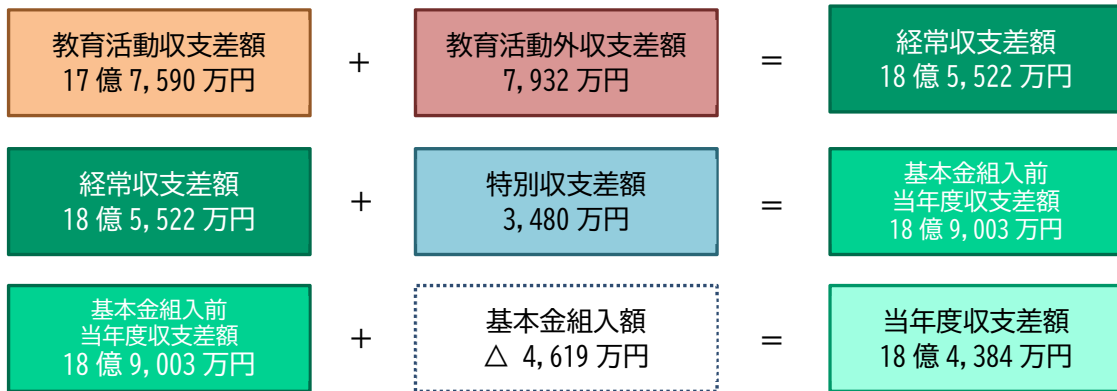 教育活動収支差額 + 教育活動外収支差額 = 経常収支差額
17 億 7,590 万円 7,932 万円 18 億 5,522 万円
経常収支差額 + 特別収支差額 = 基本金組入前
当年度収支差額
18 億 5,522 万円 3,480 万円 18 億 9,003 万円
基本金組入前
当年度収支差額 + 基本金組入額 = 当年度収支差額
18 億 9,003 万円 △ 4,619 万円 18 億 4,384 万円